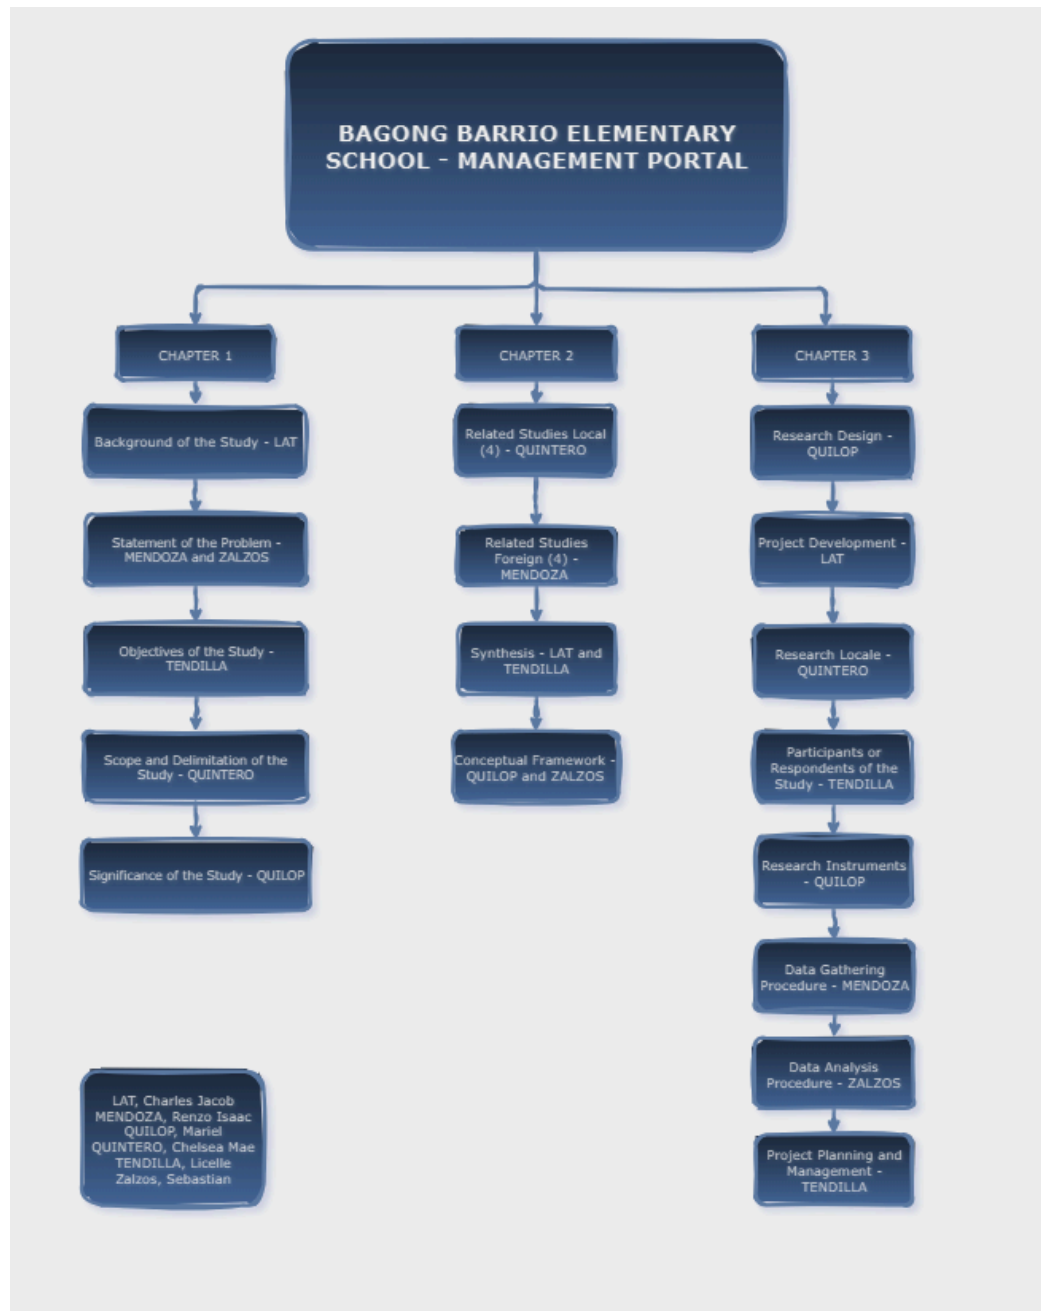 BAGONG BARRIO ELEMENTARY
SCHOOL - MANAGEMENT PORTAL
CHAPTER 1
Background of the Study - LAT
Statement of the Problem -
MENDOZA and ZALZOS
Objectives of the Study -
TENDILLA
Scope and Delimitation of the
Study - QUINTERO
Significance of the Study - QUILOP
CHAPTER 2
Related Studies Local
(4) - QUINTERO
Related Studies
Foreign (4) -
MENDOZA
Synthesis - LAT and
TENDILLA
Conceptual Framework -
QUILOP and ZALZOS
CHAPTER 3
Research Design -
QUILOP
Project Development -
LAT
Research Locale -
QUINTERO
Participants or
Respondents of the
Study - TENDILLA
Research Instruments
- QUILOP
Data Gathering
Procedure - MENDOZA
Data Analysis
Procedure - ZALZOS
Project Planning and
Management -
TENDILLA
LAT, Charles Jacob
MENDOZA, Renzo Isaac
QUILOP, Mariel
QUINTERO, Chelsea Mae
TENDILLA, Licelle
Zalzos, Sebastian